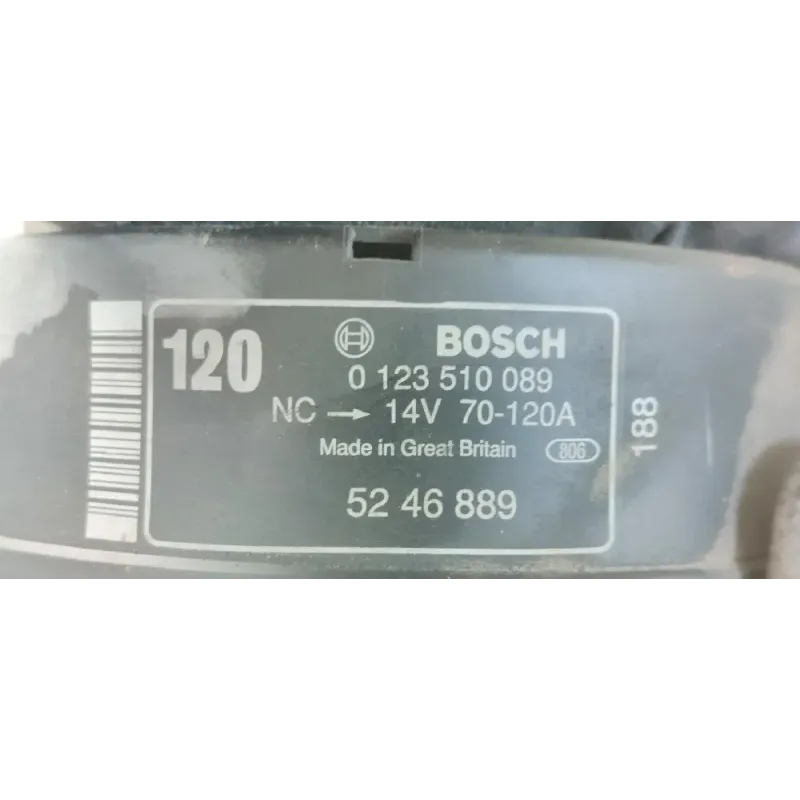 120 BOSCH
0 123 510 089
NC → 14V 70-120A
Made in Great Britain 806
52 46 889
188